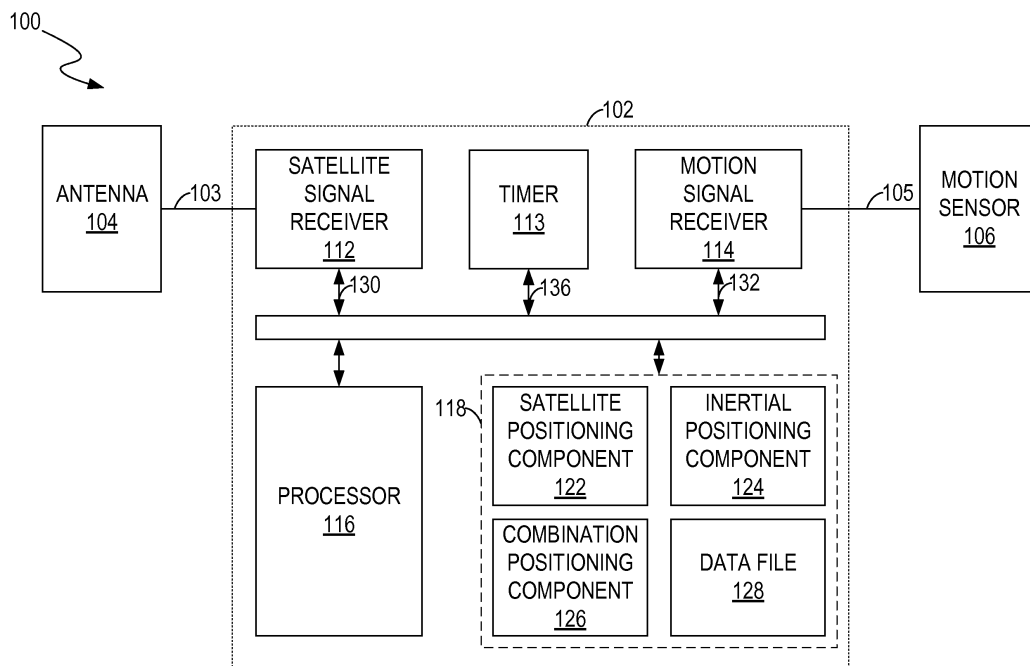 100
102
ANTENNA
104
103
SATELLITE
SIGNAL
RECEIVER
112
TIMER
113
MOTION
SIGNAL
RECEIVER
114
105
MOTION
SENSOR
106
130
136
132
PROCESSOR
116
118
SATELLITE
POSITIONING
COMPONENT
122
INERTIAL
POSITIONING
COMPONENT
124
COMBINATION
POSITIONING
COMPONENT
126
DATA FILE
128